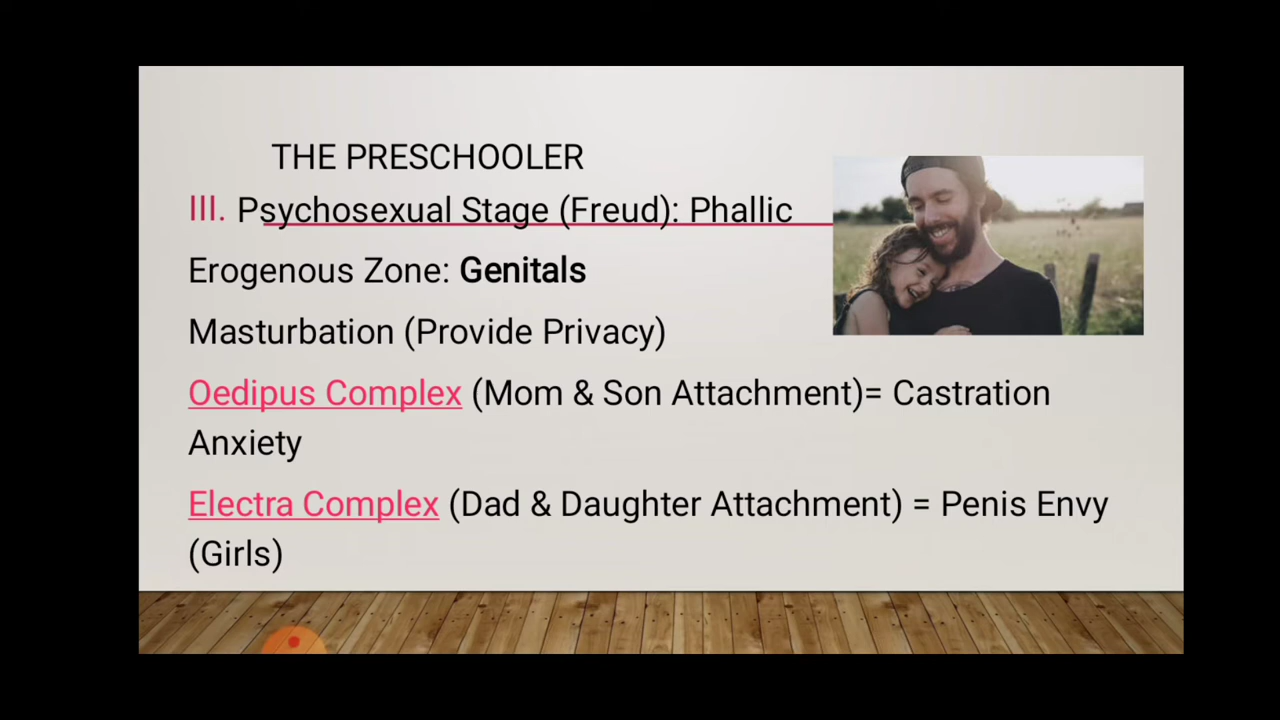 THE PRESCHOOLER
III. Psychosexual Stage (Freud): Phallic
Erogenous Zone: Genitals
Masturbation (Provide Privacy)
Oedipus Complex (Mom & Son Attachment)= Castration
Anxiety
Electra Complex (Dad & Daughter Attachment) = Penis Envy
(Girls)